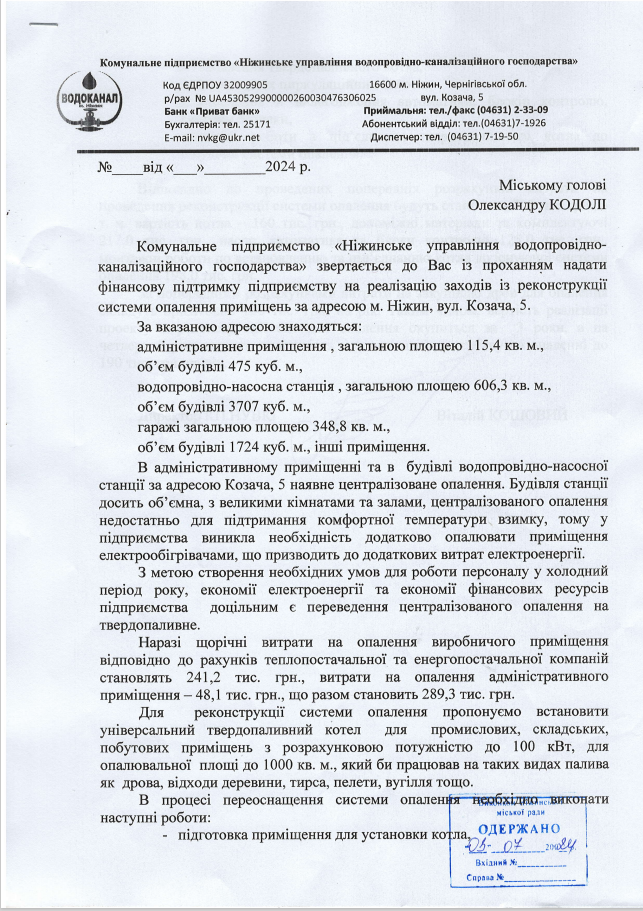 Комунальне підприємство «Ніжинське управління водопровідно-каналізаційного господарства»
ВОДОКАНАЛ
м. Ніжин
Код ЄДРПОУ 32009905
р/рах № UA453052990000026003047630602​5
Банк «Приват банк»
Бухгалтерія: тел. 25171
E-mail: nvkg@ukr.net
16600 м. Ніжин, Чернігівської обл.
вул. Козача, 5
Приймальня: тел./факс (04631) 2-33-09
Абонентський відділ: тел.(04631)7-1926
Диспетчер: тел. (04631) 7-19-50
№____від «___»_________2024 р.
Міському голові
Олександру КОДОЛІ
Комунальне підприємство «Ніжинське управління водопровідно-
каналізаційного господарства» звертається до Вас із проханням надати
фінансову підтримку підприємству на реалізацію заходів із реконструкції
системи опалення приміщень за адресою м. Ніжин, вул. Козача, 5.
За вказаною адресою знаходяться:
адміністративне приміщення , загальною площею 115,4 кв. м.,
об’єм будівлі 475 куб. м.,
водопровідно-насосна станція , загальною площею 606,3 кв. м.,
об’єм будівлі 3707 куб. м.,
гаражі загальною площею 348,8 кв. м.,
об’єм будівлі 1724 куб. м., інші приміщення.
В адміністративному приміщенні та в будівлі водопровідно-насосної
станції за адресою Козача, 5 наявне централізоване опалення. Будівля станції
досить об’ємна, з великими кімнатами та залами, централізованого опалення
недостатньо для підтримання комфортної температури взимку, тому у
підприємства виникла необхідність додатково опалювати приміщення
електрообігрівачами, що призводить до додаткових витрат електроенергії.
З метою створення необхідних умов для роботи персоналу у холодний
період року, економії електроенергії та економії фінансових ресурсів
підприємства доцільним є переведення централізованого опалення на
твердопаливне.
Наразі щорічні витрати на опалення виробничого приміщення
відповідно до рахунків теплопостачальної та енергопостачальної компаній
становлять 241,2 тис. грн., витрати на опалення адміністративного
приміщення – 48,1 тис. грн., що разом становить 289,3 тис. грн.
Для реконструкції системи опалення пропонуємо встановити
універсальний твердопаливний котел для промислових, складських,
побутових приміщень з розрахунковою потужністю до 100 кВт, для
опалювальної площі до 1000 кв. м., який би працював на таких видах палива
як дрова, відходи деревини, тирса, пелети, вугілля тощо.
В процесі переоснащення системи опалення необхідно виконати
наступні роботи:
- підготовка приміщення для установки котла,
міської ради
ОДЕРЖАНО
07 2024
Вхідний №
Справа №